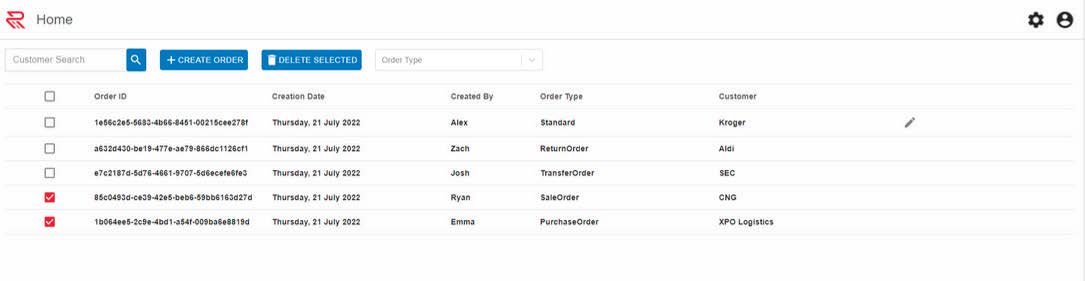 Home
Customer Search CREATE ORDER DELETE SELECTED Order Type
Order ID Creation Date Created By Order Type Customer
1e56c2e5-5683-4b66-8451-00215cee278f Thursday, 21 July 2022 Alex Standard Kroger
a632d430-be19-477e-ae79-866dc1126cf1 Thursday, 21 July 2022 Zach ReturnOrder Aldi
e7c2187d-5d76-4661-9707-5d6ecefe6fe3 Thursday, 21 July 2022 Josh TransferOrder SEC
85c0493d-ce39-42e5-beb6-59bb6163d27d Thursday, 21 July 2022 Ryan SaleOrder CNG
1b064ee5-2c9e-4bd1-a54f-009ba6e8819d Thursday, 21 July 2022 Emma PurchaseOrder XPO Logistics